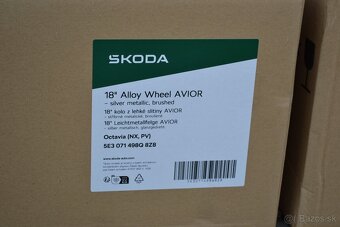 ŠKODA
18" Alloy Wheel AVIOR
– silver metallic, brushed
18" kolo z lehké slitiny AVIOR
– stříbrné metalické, broušené
18" Leichtmetallfelge AVIOR
– silber metallisch, glanzgedreht
Octavia (NX, PV)
5E3 071 498Q 8Z8
www.skoda-auto.com
bazos.sk